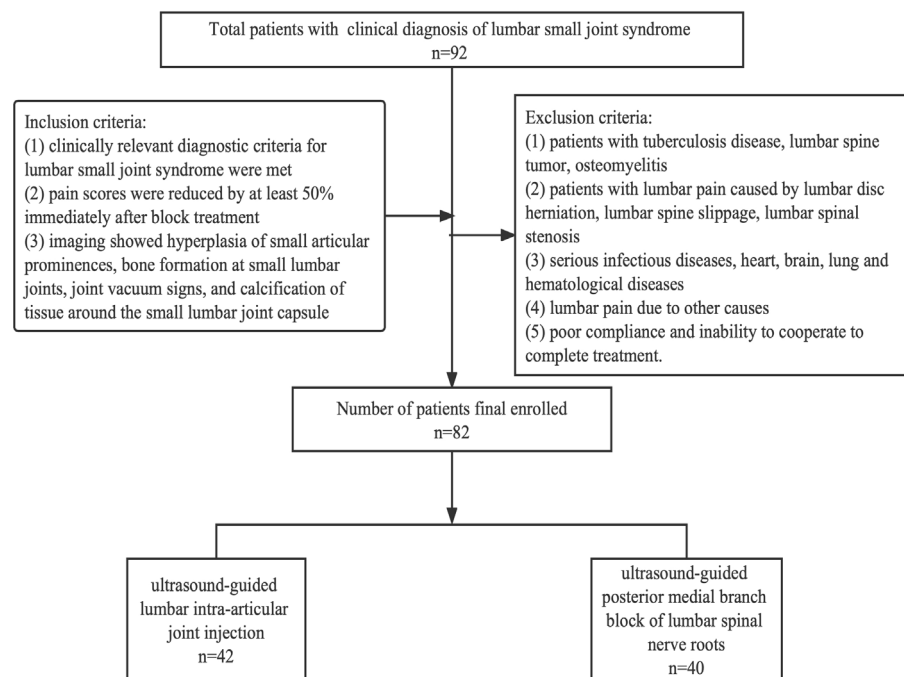 Total patients with clinical diagnosis of lumbar small joint syndrome
n=92
Inclusion criteria:
(1) clinically relevant diagnostic criteria for
lumbar small joint syndrome were met
(2) pain scores were reduced by at least 50%
immediately after block treatment
(3) imaging showed hyperplasia of small articular
prominences, bone formation at small lumbar
joints, joint vacuum signs, and calcification of
tissue around the small lumbar joint capsule
Exclusion criteria:
(1) patients with tuberculosis disease, lumbar spine
tumor, osteomyelitis
(2) patients with lumbar pain caused by lumbar disc
herniation, lumbar spine slippage, lumbar spinal
stenosis
(3) serious infectious diseases, heart, brain, lung and
hematological diseases
(4) lumbar pain due to other causes
(5) poor compliance and inability to cooperate to
complete treatment.
Number of patients final enrolled
n=82
ultrasound-guided
lumbar intra-articular
joint injection
n=42
ultrasound-guided
posterior medial branch
block of lumbar spinal
nerve roots
n=40